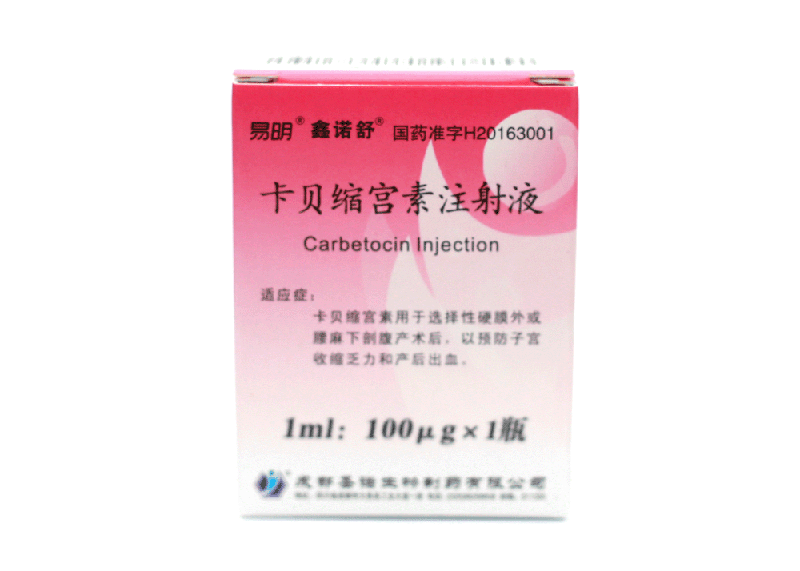 易明® 鑫诺舒® 国药准字H20163001
卡贝缩宫素注射液
Carbetocin Injection
适应症：
卡贝缩宫素用于选择性硬膜外或
腰麻下剖腹产术后，以预防子宫
收缩乏力和产后出血。
1ml：100μg×1瓶
成都圣诺生物制药有限公司